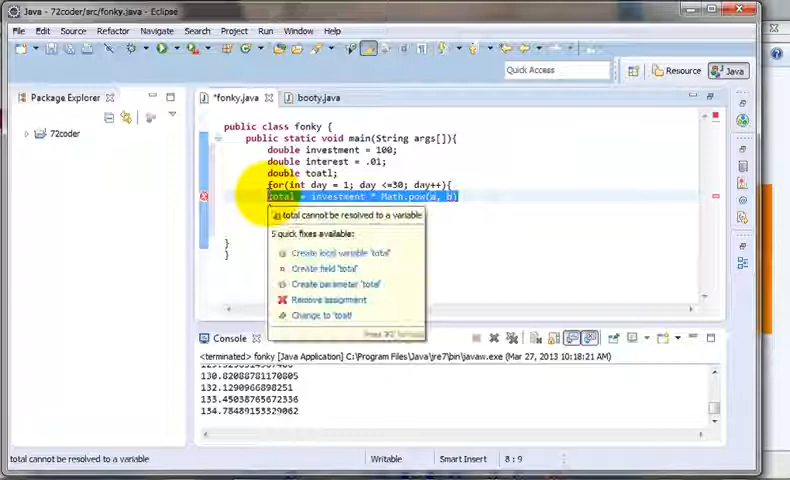 Java - 72coder/src/fonky.java - Eclipse
File Edit Source Refactor Navigate Search Project Run Window Help
Quick Access Resource Java
Package Explorer *fonky.java booty.java
72coder
public class fonky {
public static void main(String args[]){
double investment = 100;
double interest = .01;
double toatl;
for(int day = 1; day <=30; day++){
total = investment * Math.pow(a, b)
total cannot be resolved to a variable
5 quick fixes available:
Create local variable 'total'
Create field 'total'
Create parameter 'total'
Remove assignment
Change to 'toatl'
}
}
Console
<terminated> fonky [Java Application] C:\Program Files\Java\jre7\bin\javaw.exe (Mar 27, 2013 10:18:21 AM)
130.82088781170805
132.1290966898251
133.45038765672336
134.78489153329062
total cannot be resolved to a variable Writable Smart Insert 8 : 9